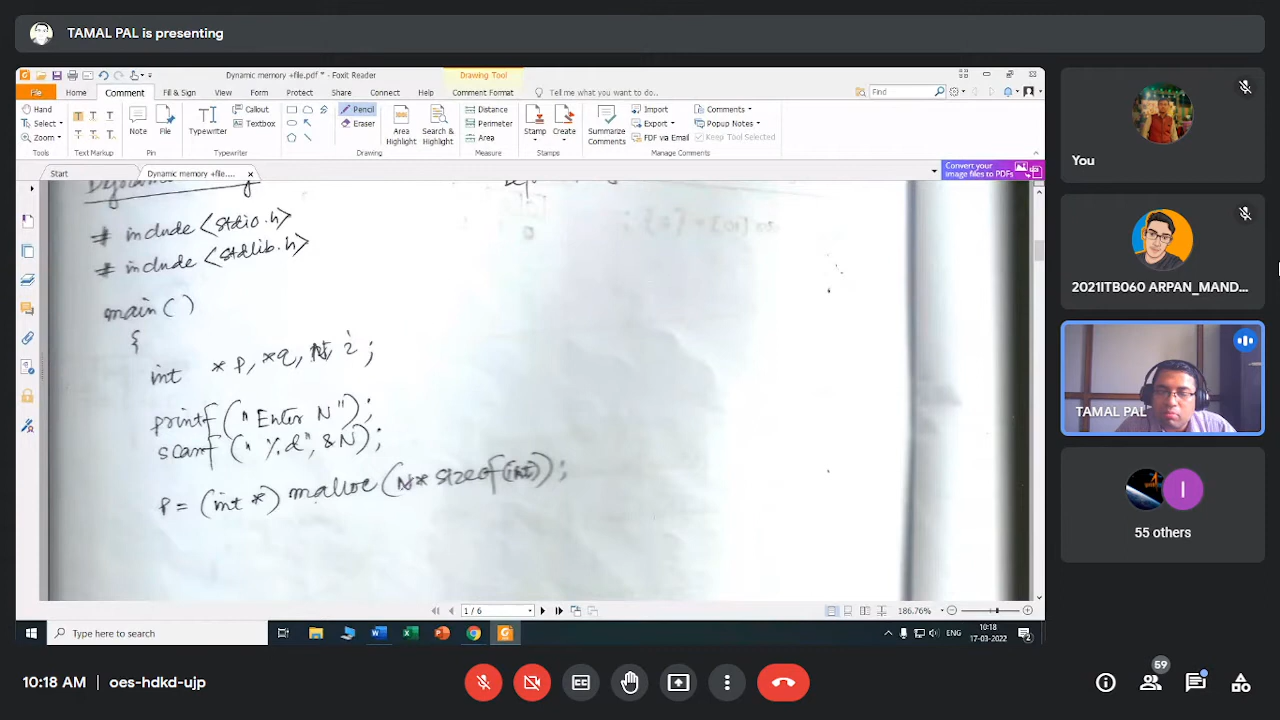 TAMAL PAL is presenting
Dynamic memory +file.pdf * - Foxit Reader
Drawing Tool
File Home Comment Fill & Sign View Form Protect Share Connect Help Comment Format Tell me what you want to do.. Find
Hand
Select
Zoom
Tools
Text Markup
Note
File
Pin
Typewriter
Callout
Textbox
Typewriter
Pencil
Eraser
Area Highlight
Search & Highlight
Drawing
Distance
Perimeter
Area
Measure
Stamp
Create
Stamps
Summarize Comments
Import
Export
FDF via Email
Comments
Popup Notes
Keep Tool Selected
Manage Comments
Start
Dynamic memory +file....
Convert your image files to PDFs
# include <stdio.h>
# include <stdlib.h>
main( )
{
int *p, *q, N, i ;
printf ("Enter N");
scanf ("%d", &N);
p = (int *) malloc (N* sizeof(int));
1 / 6
186.76%
Type here to search
ENG
10:18
17-03-2022
You
2021ITB060 ARPAN_MAND...
TAMAL PAL
I
55 others
10:18 AM | oes-hdkd-ujp
59